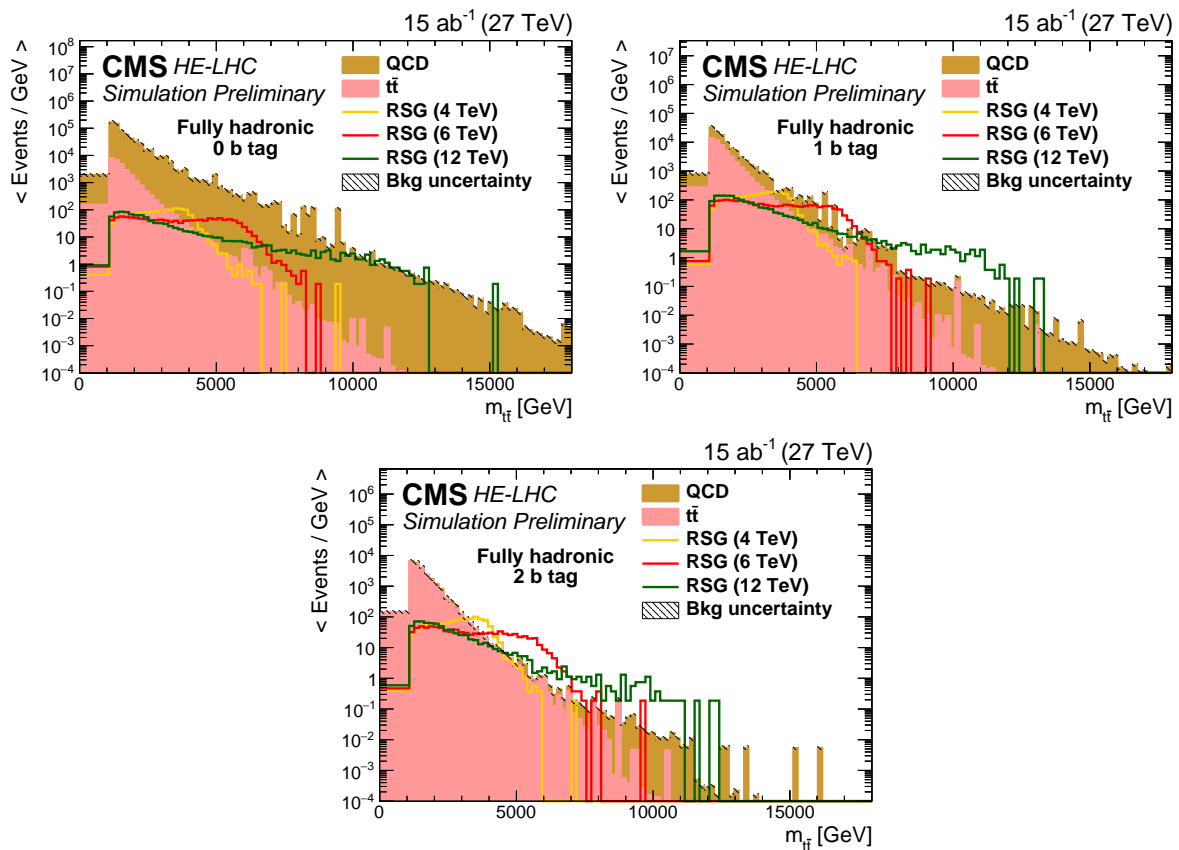 15 ab⁻¹ (27 TeV)
< Events / GeV >
CMS HE-LHC
Simulation Preliminary
Fully hadronic
0 b tag
QCD
tt̄
RSG (4 TeV)
RSG (6 TeV)
RSG (12 TeV)
Bkg uncertainty
10⁸
10⁷
10⁶
10⁵
10⁴
10³
10²
10
1
10⁻¹
10⁻²
10⁻³
10⁻⁴
0 5000 10000 15000
m_tt̄ [GeV]
15 ab⁻¹ (27 TeV)
< Events / GeV >
CMS HE-LHC
Simulation Preliminary
Fully hadronic
1 b tag
QCD
tt̄
RSG (4 TeV)
RSG (6 TeV)
RSG (12 TeV)
Bkg uncertainty
10⁷
10⁶
10⁵
10⁴
10³
10²
10
1
10⁻¹
10⁻²
10⁻³
10⁻⁴
0 5000 10000 15000
m_tt̄ [GeV]
15 ab⁻¹ (27 TeV)
< Events / GeV >
CMS HE-LHC
Simulation Preliminary
Fully hadronic
2 b tag
QCD
tt̄
RSG (4 TeV)
RSG (6 TeV)
RSG (12 TeV)
Bkg uncertainty
10⁶
10⁵
10⁴
10³
10²
10
1
10⁻¹
10⁻²
10⁻³
10⁻⁴
0 5000 10000 15000
m_tt̄ [GeV]